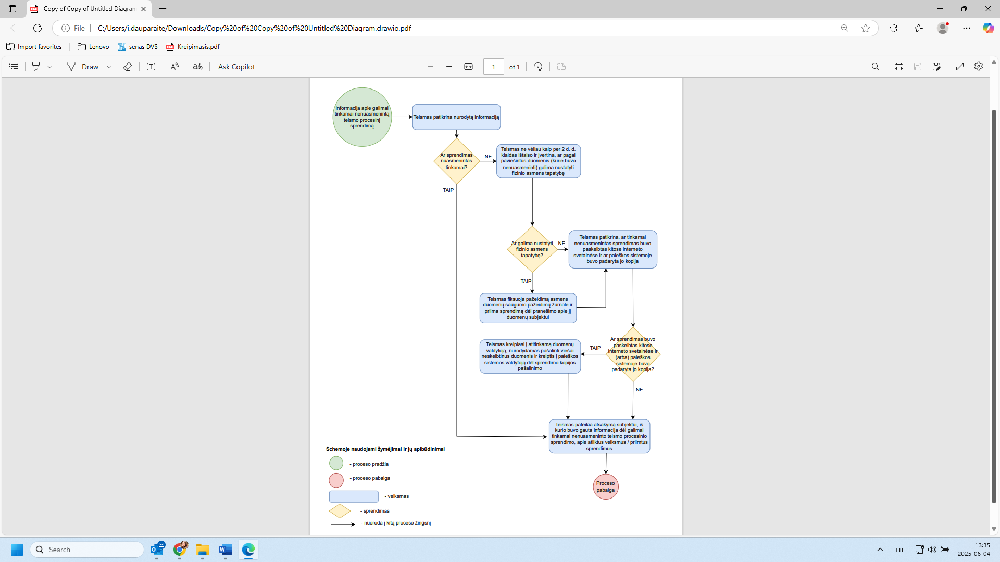 Copy of Copy of Untitled Diagram
File
C:/Users/i.dauparaite/Downloads/Copy%20of%20Copy%20of%20Untitled%20Diagram.drawio.pdf
Import favorites
Lenovo
senas DVS
Kreipimasis.pdf
Draw
Ask Copilot
1
of 1
Informacija apie galimai
tinkamai nenuasmenintą
teismo procesinį
sprendimą
Teismas patikrina nurodytą informaciją
Ar sprendimas
nuasmenintas
tinkamai?
NE
Teismas ne vėliau kaip per 2 d. d.
klaidas ištaiso ir įvertina, ar pagal
paviešintus duomenis (kurie buvo
nenuasmeninti) galima nustatyti
fizinio asmens tapatybę
TAIP
Ar galima nustatyti
fizinio asmens
tapatybę?
NE
Teismas patikrina, ar tinkamai
nenuasmenintas sprendimas buvo
paskelbtas kitose interneto
svetainėse ir ar paieškos sistemoje
buvo padaryta jo kopija
TAIP
Teismas fiksuoja pažeidimą asmens
duomenų saugumo pažeidimų žurnale ir
priima sprendimą dėl pranešimo apie jį
duomenų subjektui
Ar sprendimas buvo
paskelbtas kitose
interneto svetainėse ir
(arba) paieškos
sistemoje buvo
padaryta jo kopija?
TAIP
Teismas kreipiasi į atitinkamą duomenų
valdytoją, nurodydamas pašalinti viešai
neskelbtinus duomenis ir kreiptis į paieškos
sistemos valdytoją dėl sprendimo kopijos
pašalinimo
NE
Teismas pateikia atsakymą subjektui, iš
kurio buvo gauta informacija dėl galimai
tinkamai nenuasmeninto teismo procesinio
sprendimo, apie atliktus veiksmus / priimtus
sprendimus
Proceso
pabaiga
Schemoje naudojami žymėjimai ir jų apibūdinimai
- proceso pradžia
- proceso pabaiga
- veiksmas
- sprendimas
- nuoroda į kitą proceso žingsnį
Search
LIT
13:35
2025-06-04